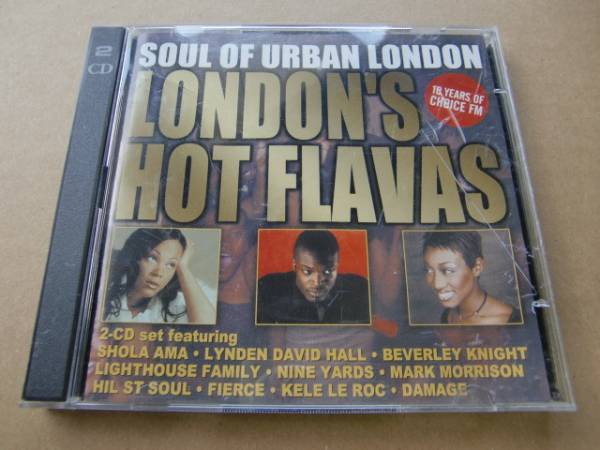 2
CD
SOUL OF URBAN LONDON
LONDON'S
10 YEARS OF
CHOICE FM
HOT FLAVAS
2-CD set featuring
SHOLA AMA • LYNDEN DAVID HALL • BEVERLEY KNIGHT
LIGHTHOUSE FAMILY • NINE YARDS • MARK MORRISON
HIL ST SOUL • FIERCE • KELE LE ROC • DAMAGE